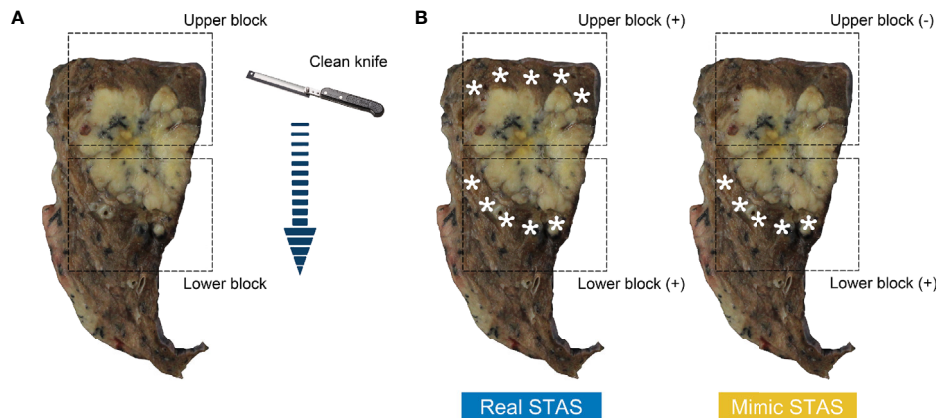 A
Upper block
Clean knife
Lower block
B
Upper block (+)
Upper block (-)
Lower block (+)
Lower block (+)
Real STAS
Mimic STAS